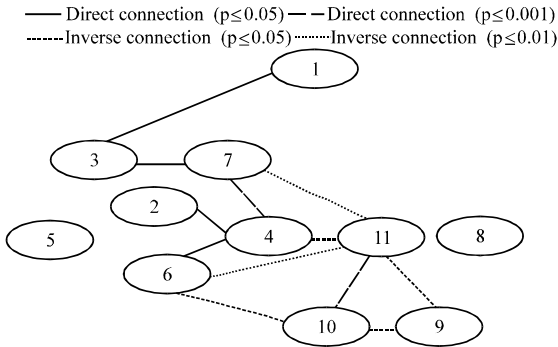 Direct connection (p≤0.05) Direct connection (p≤0.001)
Inverse connection (p≤0.05) Inverse connection (p≤0.01)
1
3 7
2
5 4 11 8
6
10 9